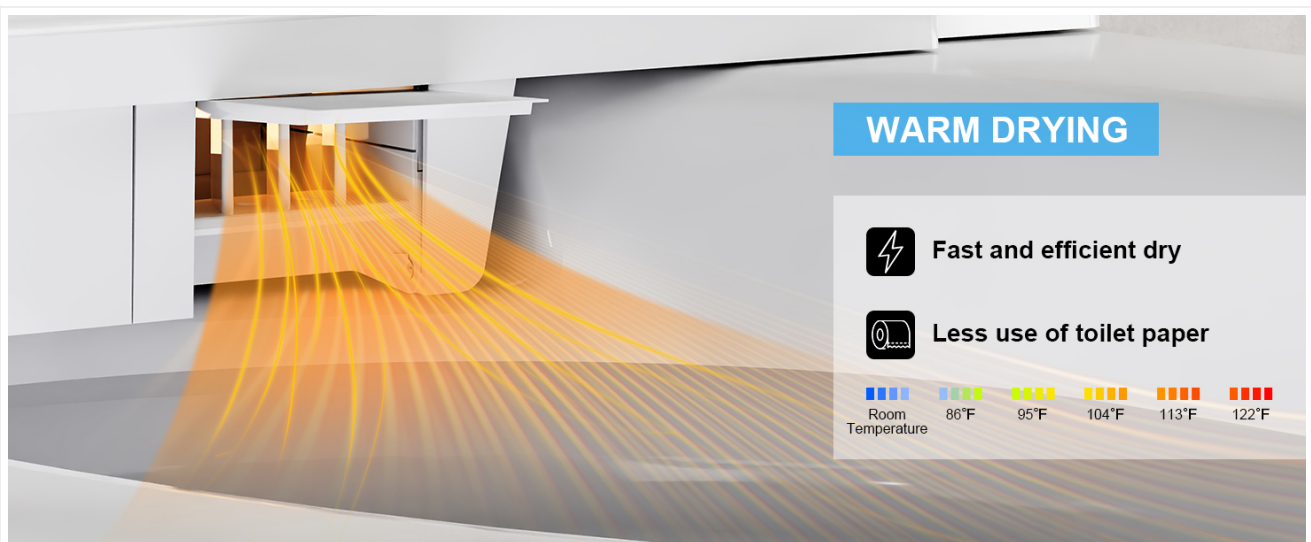 WARM DRYING
Fast and efficient dry
Less use of toilet paper
Room
Temperature
86°F
95°F
104°F
113°F
122°F